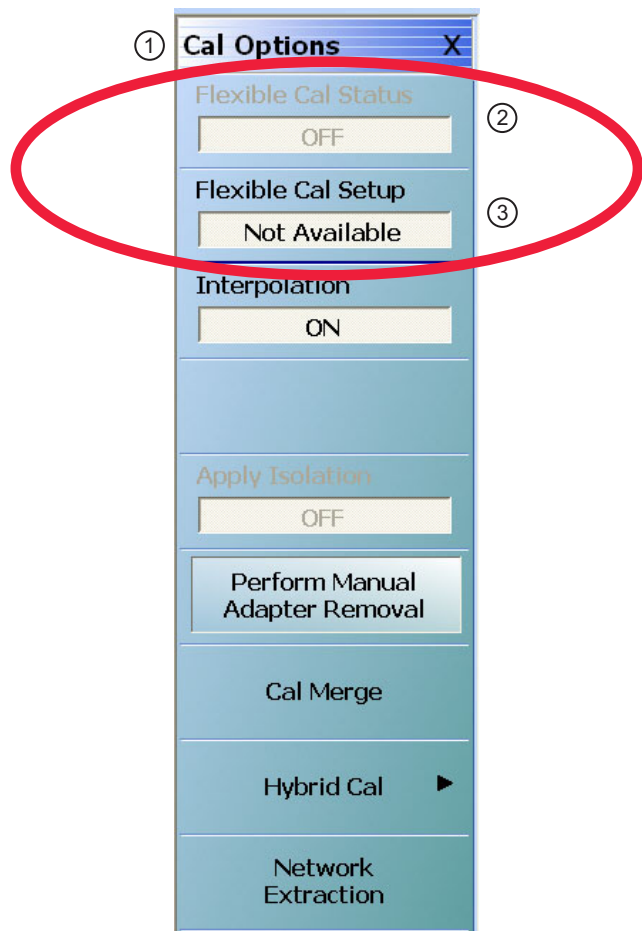 ① Cal Options X
Flexible Cal Status
②
OFF
Flexible Cal Setup
③
Not Available
Interpolation
ON
Apply Isolation
OFF
Perform Manual
Adapter Removal
Cal Merge
Hybrid Cal ▶
Network
Extraction